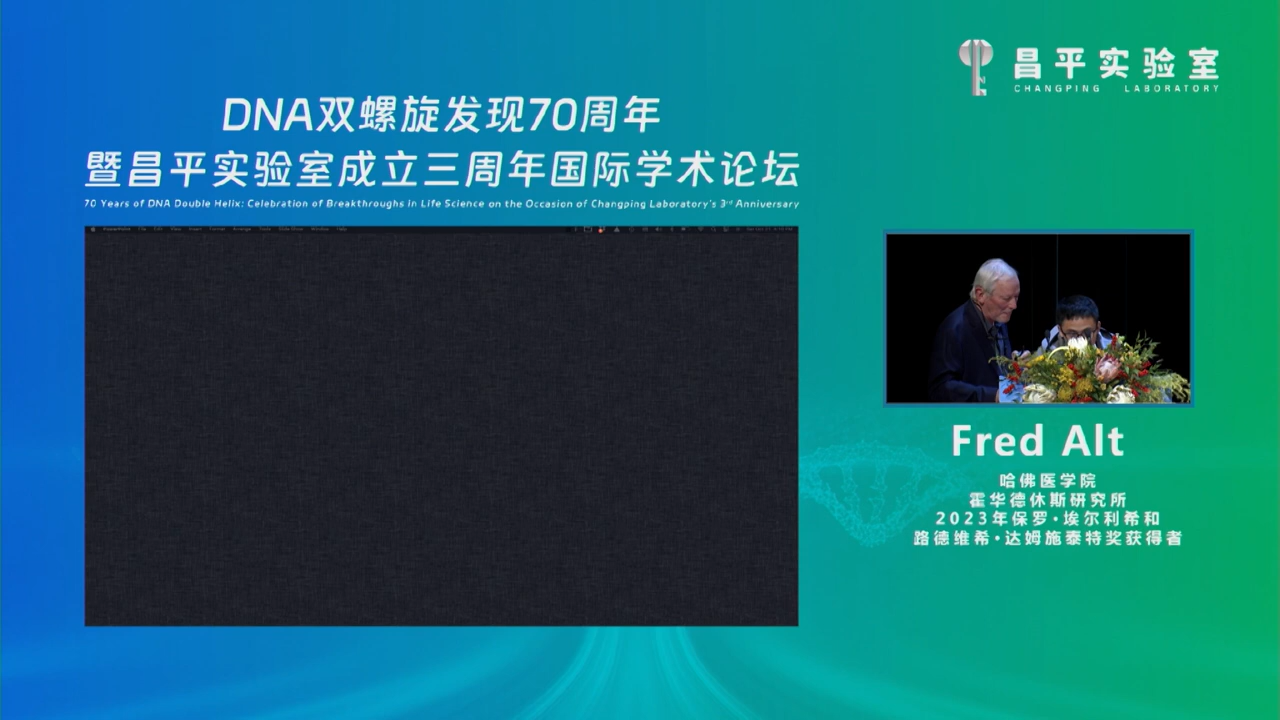 昌平实验室
CHANGPING LABORATORY
DNA双螺旋发现70周年
暨昌平实验室成立三周年国际学术论坛
70 Years of DNA Double Helix: Celebration of Breakthroughs in Life Science on the Occasion of Changping Laboratory's 3rd Anniversary
Fred Alt
哈佛医学院
霍华德休斯研究所
2023年保罗·埃尔利希和
路德维希·达姆施泰特奖获得者